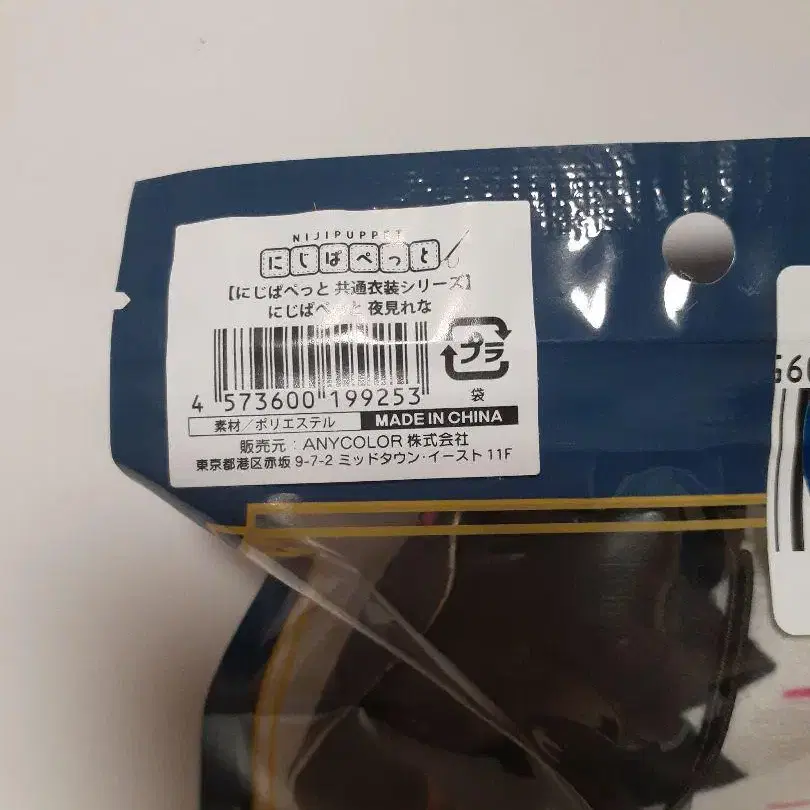 NIJIPUPPET
にじぱぺっと
【にじぱぺっと 共通衣装シリーズ】
にじぱぺっと 夜見れな
プラ
袋
4 573600 199253
素材／ポリエステル MADE IN CHINA
販売元：ANYCOLOR 株式会社
東京都港区赤坂 9-7-2 ミッドタウン・イースト 11F